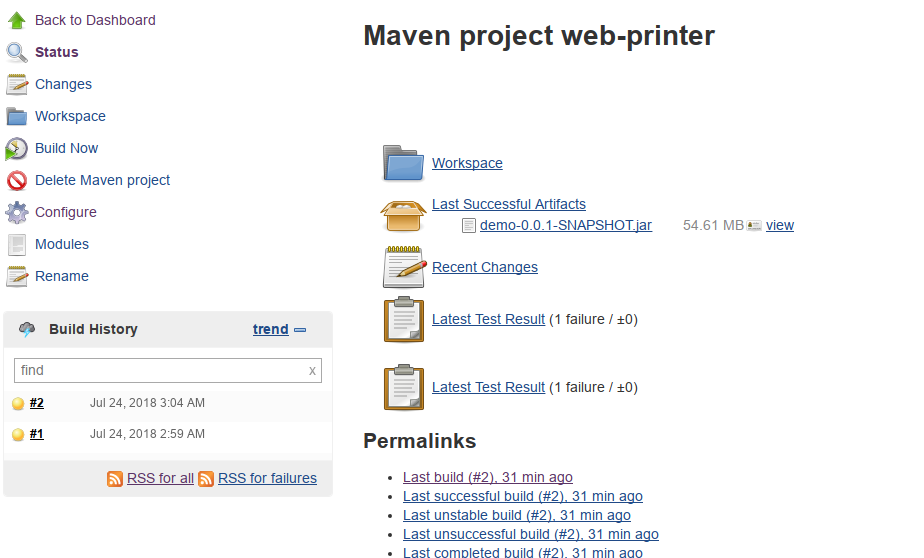 Back to Dashboard
Status
Changes
Workspace
Build Now
Delete Maven project
Configure
Modules
Rename
Build History
trend
find x
#2 Jul 24, 2018 3:04 AM
#1 Jul 24, 2018 2:59 AM
RSS for all RSS for failures
Maven project web-printer
Workspace
Last Successful Artifacts
demo-0.0.1-SNAPSHOT.jar 54.61 MB view
Recent Changes
Latest Test Result (1 failure / ±0)
Latest Test Result (1 failure / ±0)
Permalinks
• Last build (#2), 31 min ago
• Last successful build (#2), 31 min ago
• Last unstable build (#2), 31 min ago
• Last unsuccessful build (#2), 31 min ago
• Last completed build (#2), 31 min ago